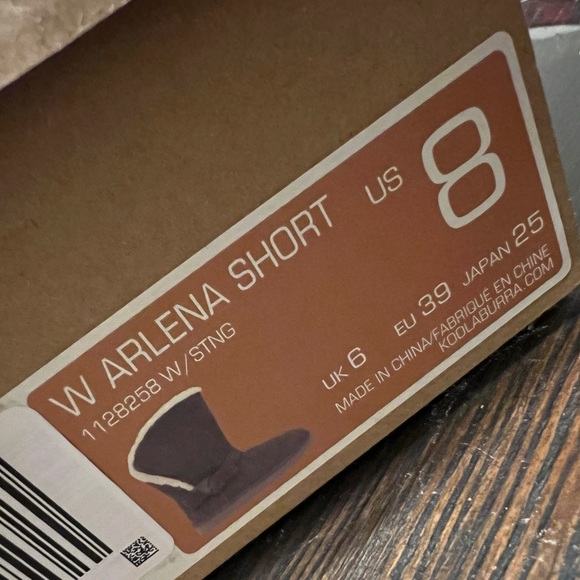 W ARLENA SHORT US 8
1128258 W/STNG
UK 6 EU 39 JAPAN 25
MADE IN CHINA/FABRIQUÉ EN CHINE
KOOLABURRA.COM